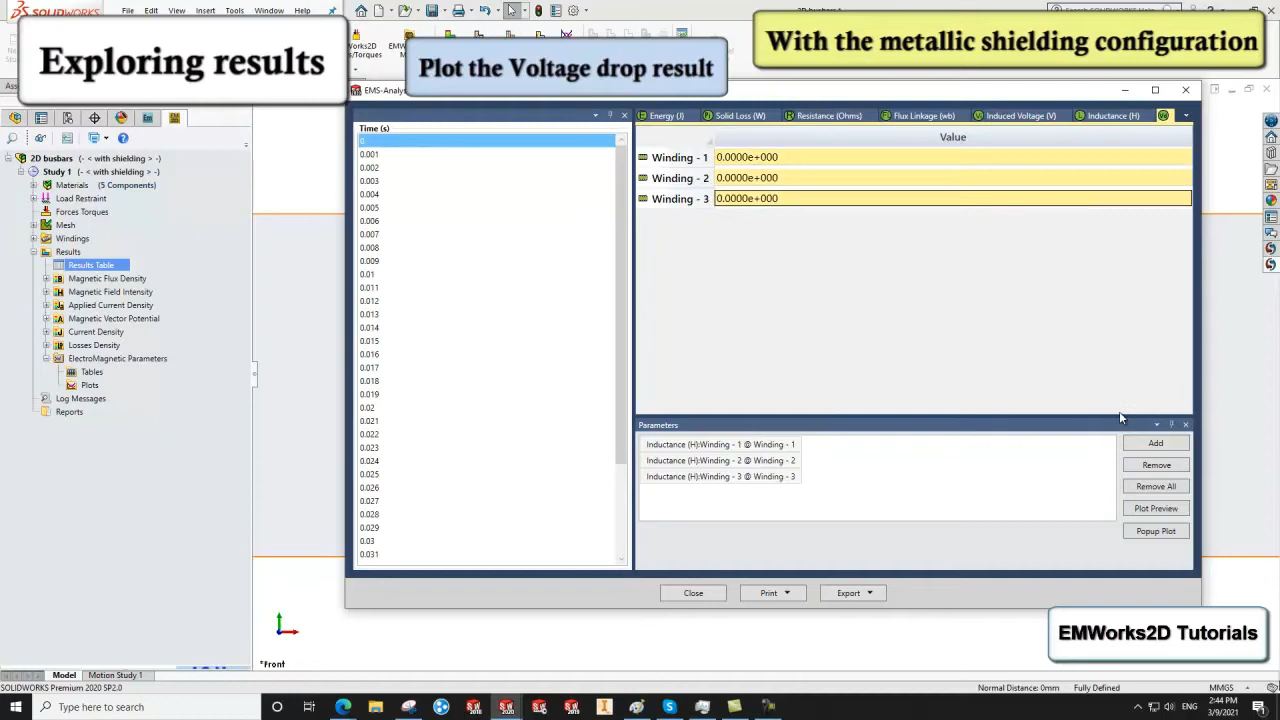 SOLIDWORKS
File
Edit
View
Insert
Tools
Window
Exploring results
Plot the Voltage drop result
With the metallic shielding configuration
EMS-Analys
Time (s)
0
0.001
0.002
0.003
0.004
0.005
0.006
0.007
0.008
0.009
0.01
0.011
0.012
0.013
0.014
0.015
0.016
0.017
0.018
0.019
0.02
0.021
0.022
0.023
0.024
0.025
0.026
0.027
0.028
0.029
0.03
0.031
Energy (J)
Solid Loss (W)
Resistance (Ohms)
Flux Linkage (wb)
Induced Voltage (V)
Inductance (H)
Value
Winding - 1 0.0000e+000
Winding - 2 0.0000e+000
Winding - 3 0.0000e+000
Parameters
Inductance (H):Winding - 1 @ Winding - 1
Inductance (H):Winding - 2 @ Winding - 2
Inductance (H):Winding - 3 @ Winding - 3
Add
Remove
Remove All
Plot Preview
Popup Plot
Close
Print
Export
2D busbars (- < with shielding > -)
Study 1 (- < with shielding > -)
Materials (5 Components)
Load Restraint
Forces Torques
Mesh
Windings
Results
Results Table
Magnetic Flux Density
Magnetic Field Intensity
Applied Current Density
Magnetic Vector Potential
Current Density
Losses Density
ElectroMagnetic Parameters
Tables
Plots
Log Messages
Reports
EMWorks2D Tutorials
*Front
Model
Motion Study 1
SOLIDWORKS Premium 2020 SP2.0
Normal Distance: 0mm
Fully Defined
MMGS
Type here to search
ENG
2:44 PM
3/9/2021